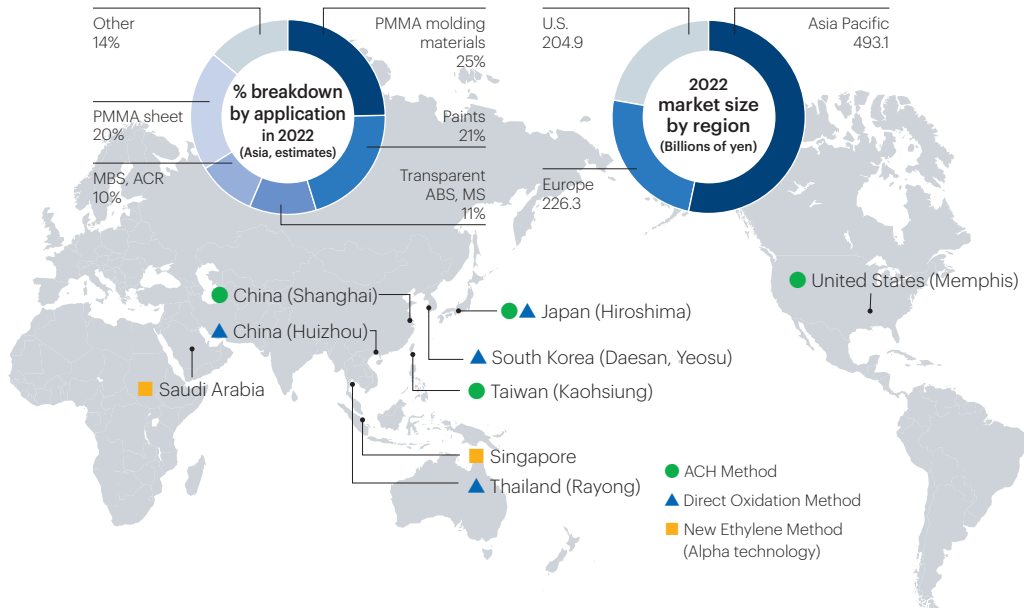 Other
14%
PMMA molding
materials
25%
% breakdown
by application
in 2022
(Asia, estimates)
PMMA sheet
20%
Paints
21%
MBS, ACR
10%
Transparent
ABS, MS
11%
U.S.
204.9
Asia Pacific
493.1
2022
market size
by region
(Billions of yen)
Europe
226.3
China (Shanghai)
China (Huizhou)
Saudi Arabia
Japan (Hiroshima)
South Korea (Daesan, Yeosu)
Taiwan (Kaohsiung)
Singapore
Thailand (Rayong)
United States (Memphis)
ACH Method
Direct Oxidation Method
New Ethylene Method
(Alpha technology)